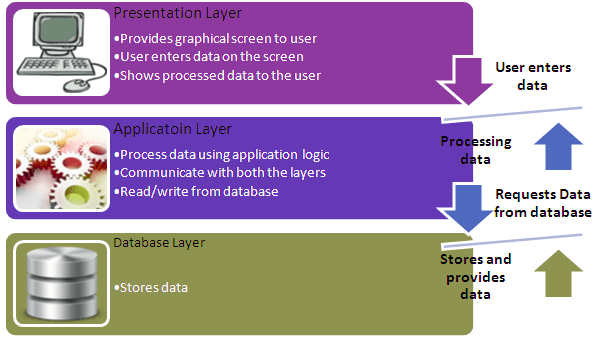 Presentation Layer
•Provides graphical screen to user
•User enters data on the screen
•Shows processed data to the user
User enters
data
Applicatoin Layer
•Process data using application logic
•Communicate with both the layers
•Read/write from database
Processing
data
Requests Data
from database
Database Layer
•Stores data
Stores and
provides
data